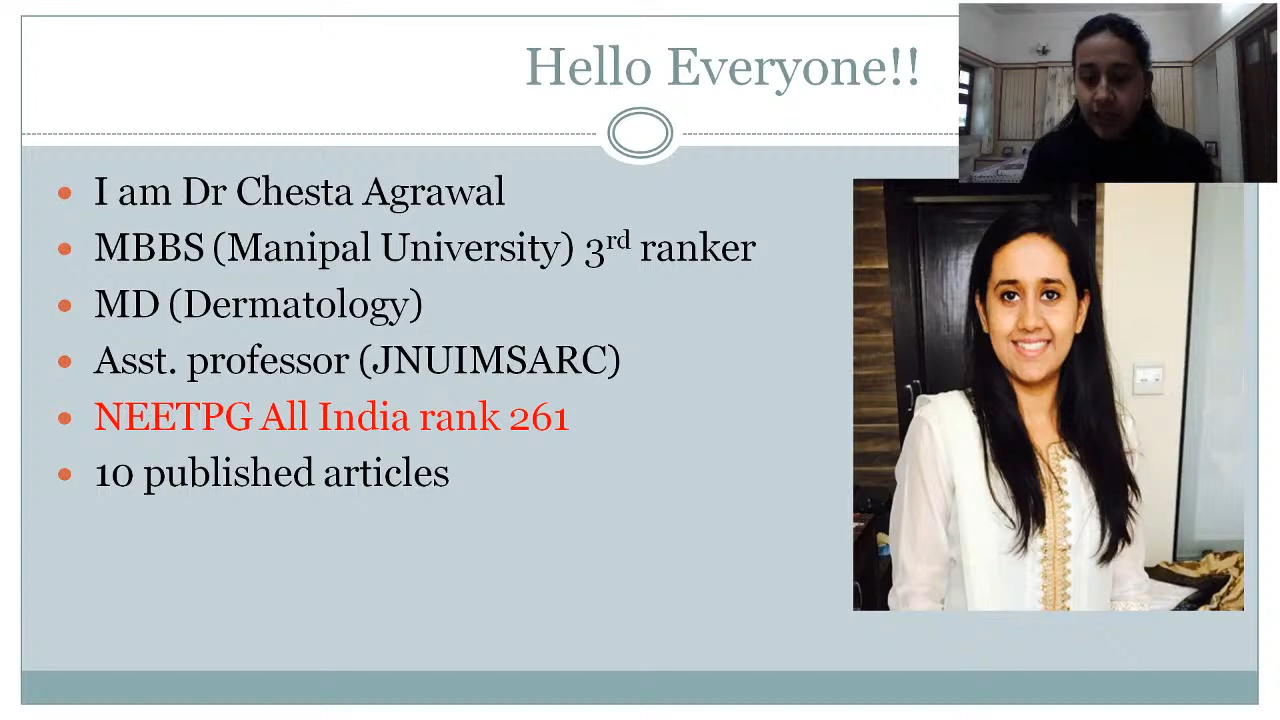 Hello Everyone!!
• I am Dr Chesta Agrawal
• MBBS (Manipal University) 3rd ranker
• MD (Dermatology)
• Asst. professor (JNUIMSARC)
• NEETPG All India rank 261
• 10 published articles